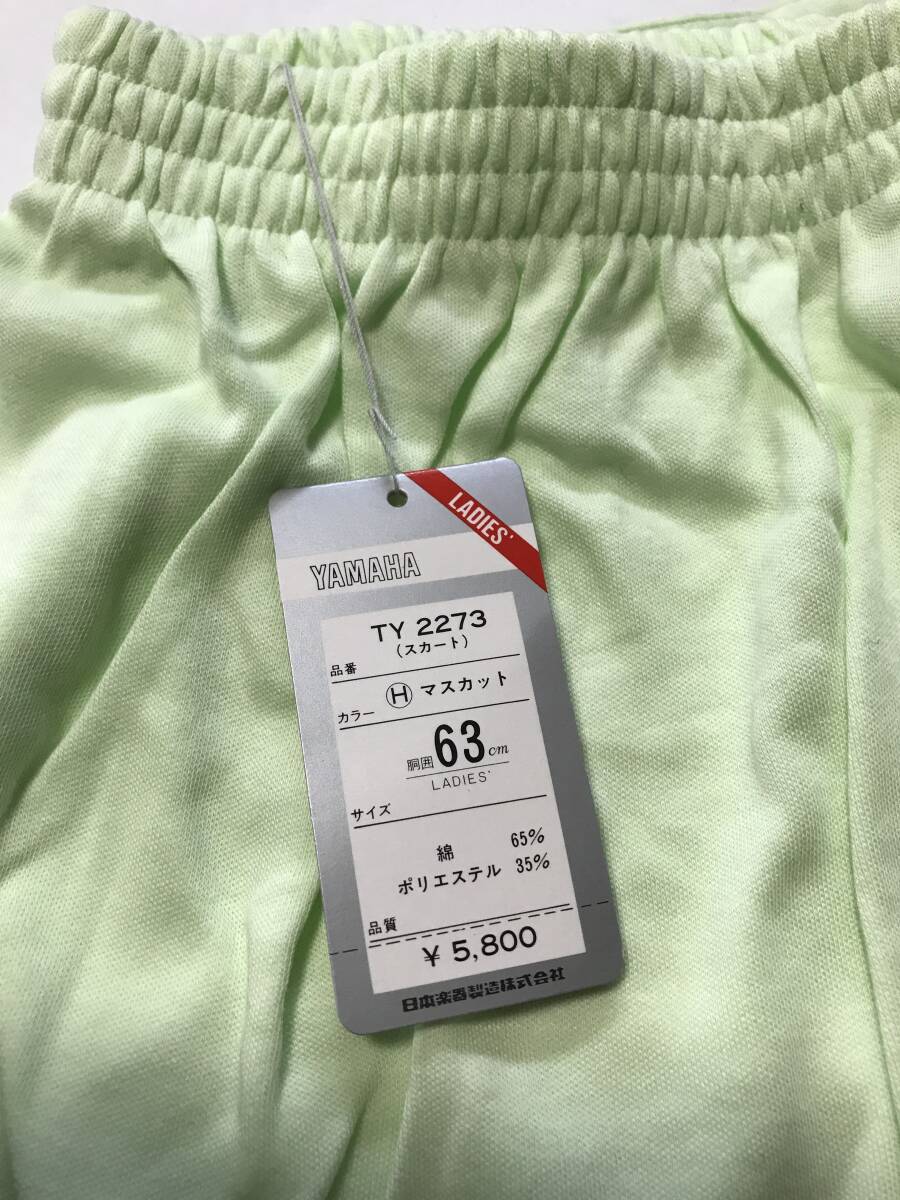 LADIES'
YAMAHA
TY 2273
(スカート)
品番
カラー Ⓗ マスカット
胴囲 63cm
LADIES'
サイズ
綿 65%
ポリエステル 35%
品質
¥ 5,800
日本楽器製造株式会社